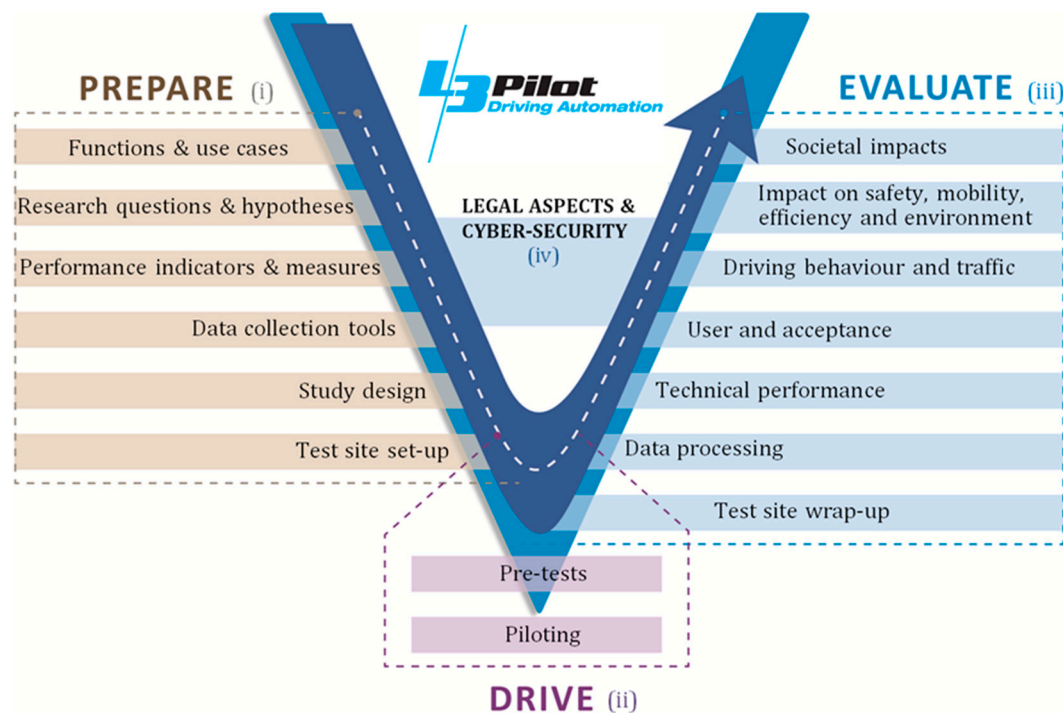 L3 Pilot
Driving Automation
PREPARE (i)
Functions & use cases
Research questions & hypotheses
Performance indicators & measures
Data collection tools
Study design
Test site set-up
LEGAL ASPECTS &
CYBER-SECURITY
(iv)
EVALUATE (iii)
Societal impacts
Impact on safety, mobility,
efficiency and environment
Driving behaviour and traffic
User and acceptance
Technical performance
Data processing
Test site wrap-up
Pre-tests
Piloting
DRIVE (ii)